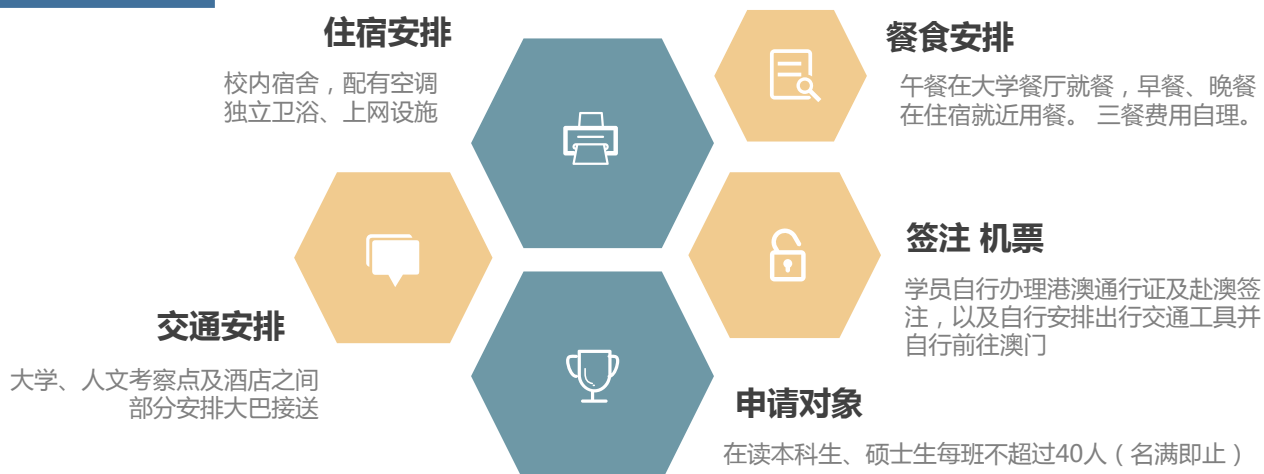 住宿安排
校内宿舍，配有空调
独立卫浴、上网设施
餐食安排
午餐在大学餐厅就餐，早餐、晚餐
在住宿就近用餐。 三餐费用自理。
签注 机票
学员自行办理港澳通行证及赴澳签
注，以及自行安排出行交通工具并
自行前往澳门
交通安排
大学、人文考察点及酒店之间
部分安排大巴接送
申请对象
在读本科生、硕士生每班不超过40人（名满即止）